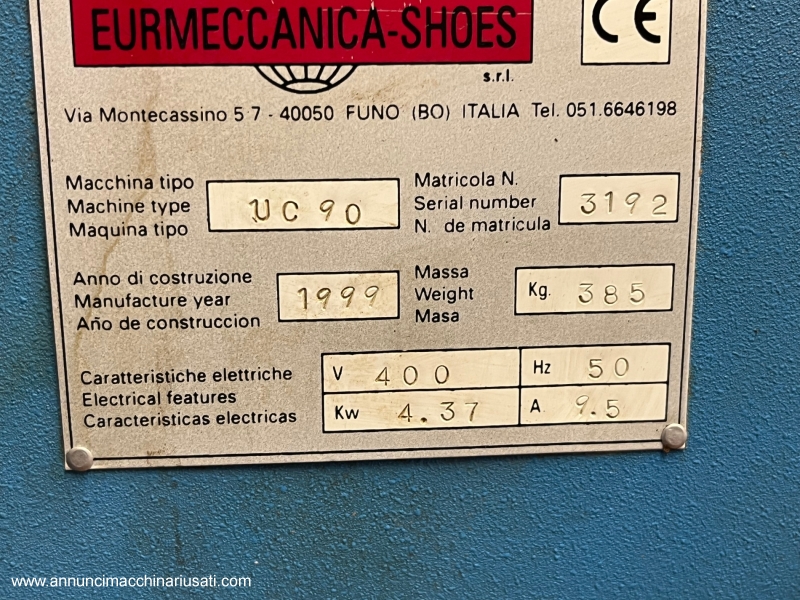 EURMECCANICA-SHOES
CE
s.r.l.
Via Montecassino 5 7 - 40050 FUNO (BO) ITALIA Tel. 051.6646198
Macchina tipo
Machine type
Maquina tipo
UC 90
Matricola N.
Serial number
N. de matricula
3192
Anno di costruzione
Manufacture year
Año de construccion
1999
Massa
Weight
Masa
Kg. 385
Caratteristiche elettriche
Electrical features
Caracteristicas electricas
V 400 Hz 50
Kw 4.37 A 9.5
www.annuncimacchinariusati.com